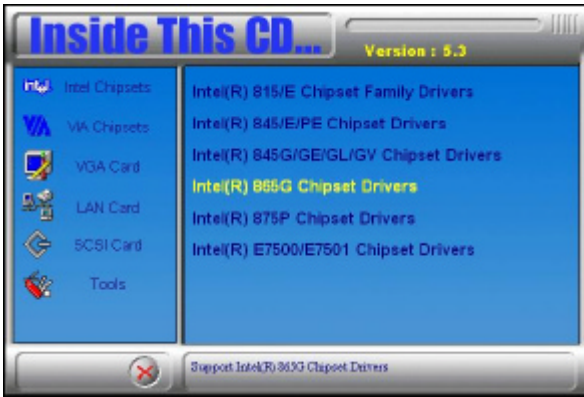 Inside This CD...
Version : 5.3
intel Intel Chipsets
VIA VIA Chipsets
VGA Card
LAN Card
SCSI Card
Tools
Intel(R) 815/E Chipset Family Drivers
Intel(R) 845/E/PE Chipset Drivers
Intel(R) 845G/GE/GL/GV Chipset Drivers
Intel(R) 865G Chipset Drivers
Intel(R) 875P Chipset Drivers
Intel(R) E7500/E7501 Chipset Drivers
Support Intel(R) 865G Chipset Drivers